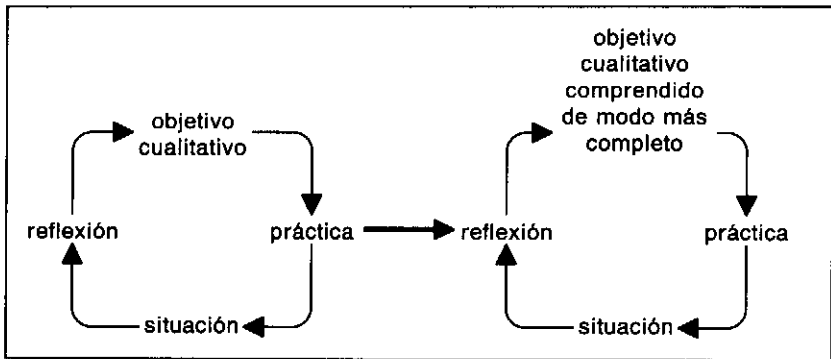 objetivo
cualitativo
reflexión
práctica
situación
objetivo
cualitativo
comprendido
de modo más
completo
reflexión
práctica
situación